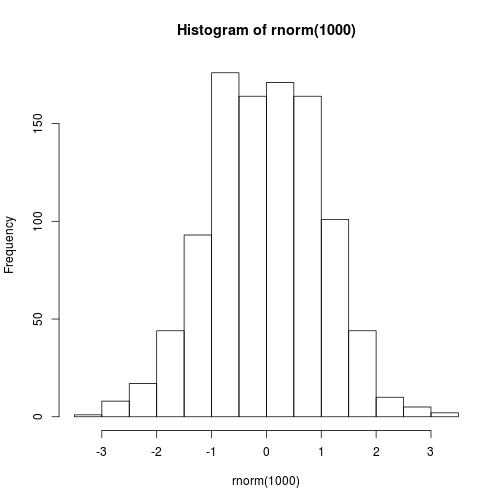 Histogram of rnorm(1000)
Frequency
150
100
50
0
-3 -2 -1 0 1 2 3
rnorm(1000)